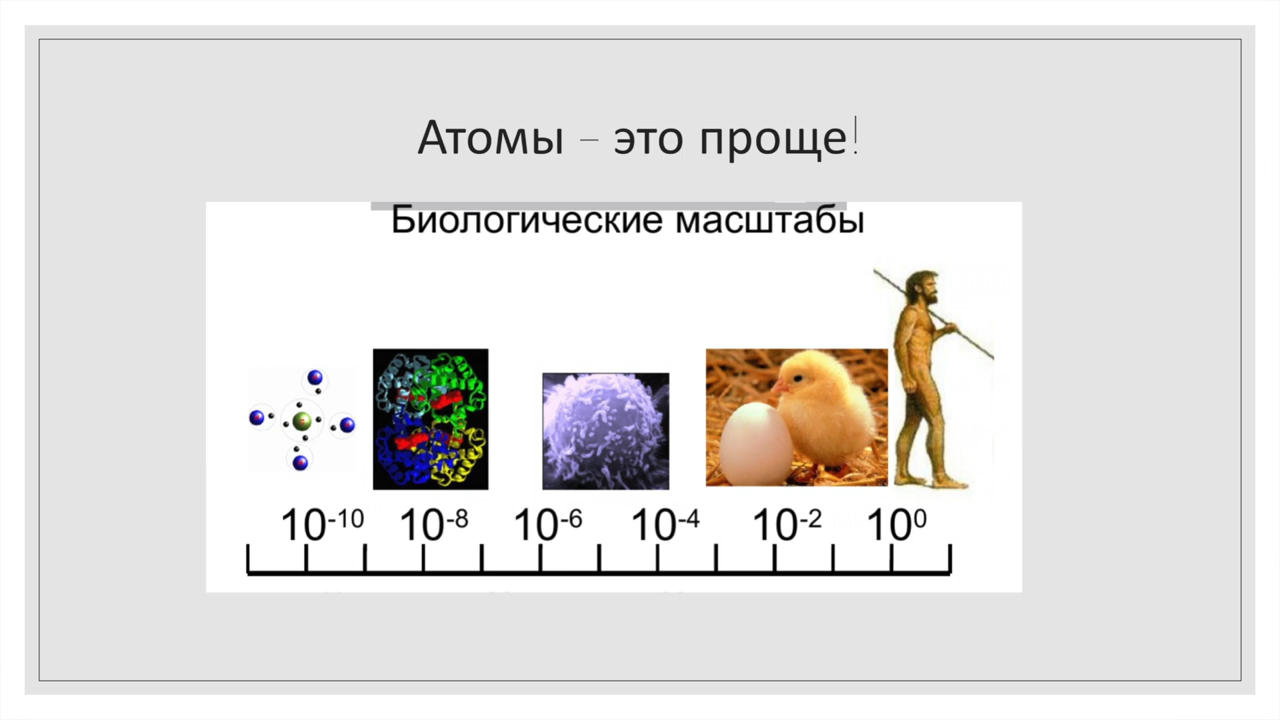 Атомы – это проще!
Биологические масштабы
10⁻¹⁰ 10⁻⁸ 10⁻⁶ 10⁻⁴ 10⁻² 10⁰